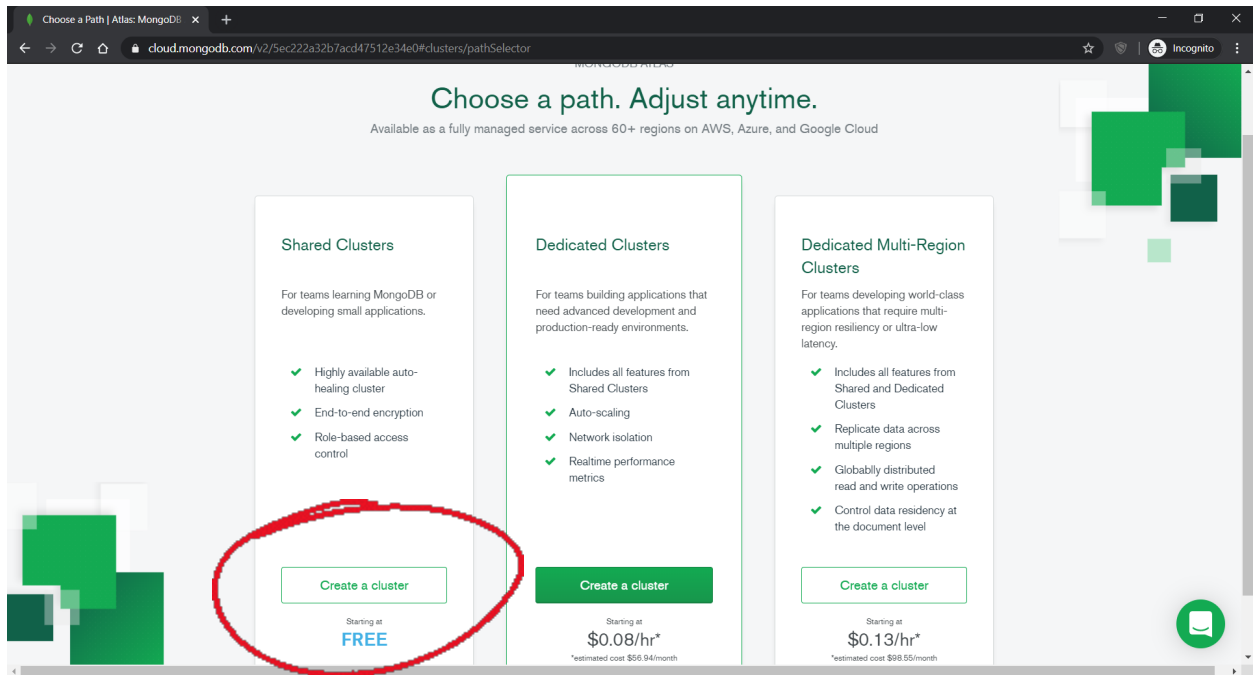 Choose a Path | Atlas: MongoDB
cloud.mongodb.com/v2/5ec222a32b7acd47512e34e0#clusters/pathSelector
Incognito
MONGODB ATLAS
Choose a path. Adjust anytime.
Available as a fully managed service across 60+ regions on AWS, Azure, and Google Cloud
Shared Clusters
For teams learning MongoDB or
developing small applications.
Highly available auto-
healing cluster
End-to-end encryption
Role-based access
control
Create a cluster
Starting at
FREE
Dedicated Clusters
For teams building applications that
need advanced development and
production-ready environments.
Includes all features from
Shared Clusters
Auto-scaling
Network isolation
Realtime performance
metrics
Create a cluster
Starting at
$0.08/hr*
*estimated cost $56.94/month
Dedicated Multi-Region
Clusters
For teams developing world-class
applications that require multi-
region resiliency or ultra-low
latency.
Includes all features from
Shared and Dedicated
Clusters
Replicate data across
multiple regions
Globablly distributed
read and write operations
Control data residency at
the document level
Create a cluster
Starting at
$0.13/hr*
*estimated cost $98.55/month